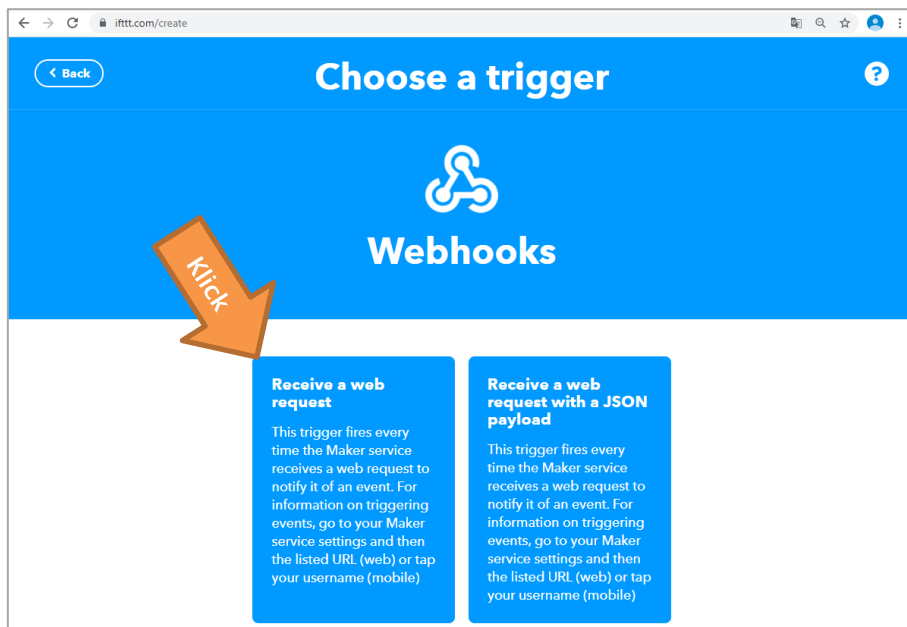 ifttt.com/create
Back
Choose a trigger
?
Webhooks
Klick
Receive a web
request
This trigger fires every
time the Maker service
receives a web request to
notify it of an event. For
information on triggering
events, go to your Maker
service settings and then
the listed URL (web) or tap
your username (mobile)
Receive a web
request with a JSON
payload
This trigger fires every
time the Maker service
receives a web request to
notify it of an event. For
information on triggering
events, go to your Maker
service settings and then
the listed URL (web) or tap
your username (mobile)